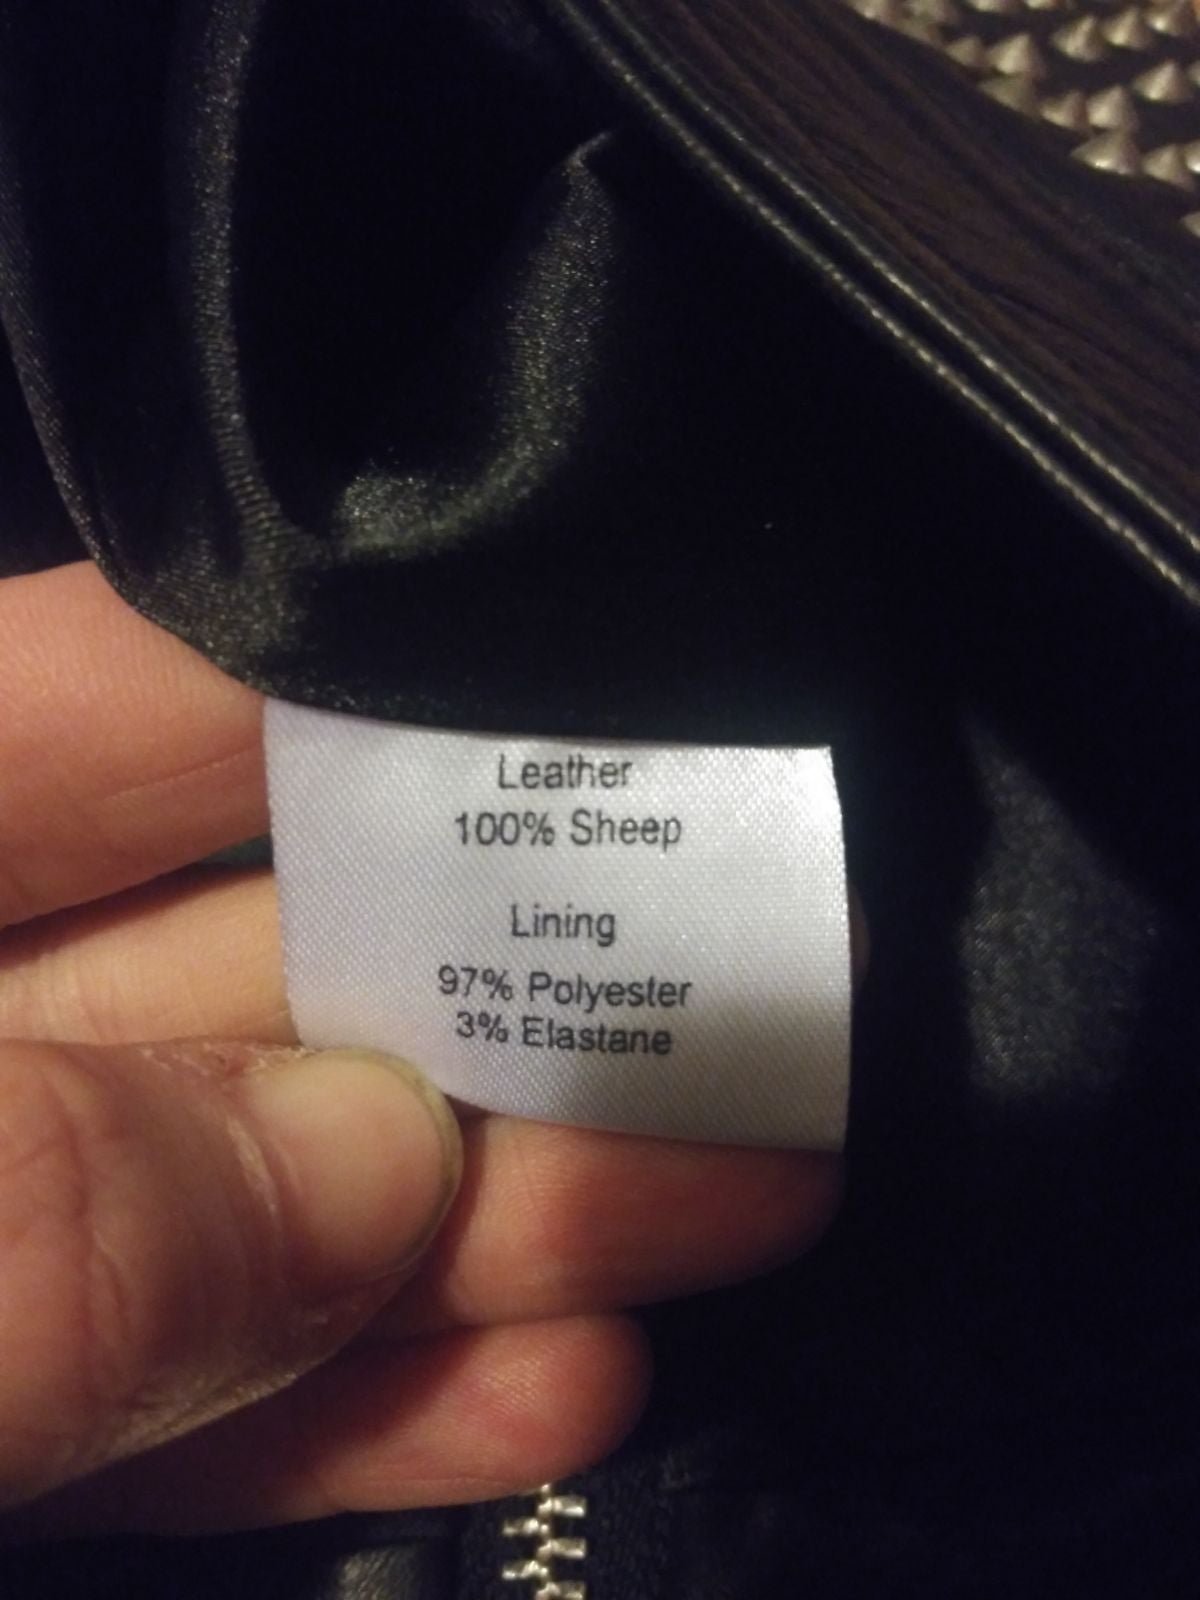 Leather
100% Sheep
Lining
97% Polyester
3% Elastane